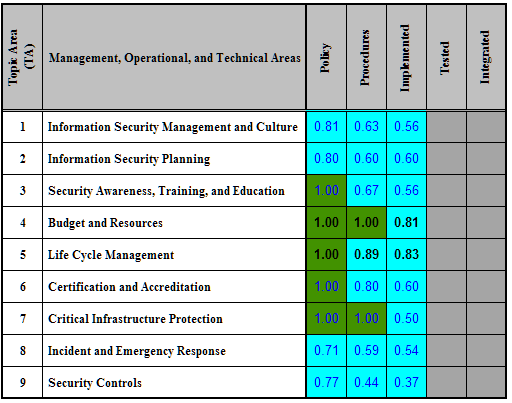 Topic Area (TA) Management, Operational, and Technical Areas Policy Procedures Implemented Tested Integrated
1 Information Security Management and Culture 0.81 0.63 0.56
2 Information Security Planning 0.80 0.60 0.60
3 Security Awareness, Training, and Education 1.00 0.67 0.56
4 Budget and Resources 1.00 1.00 0.81
5 Life Cycle Management 1.00 0.89 0.83
6 Certification and Accreditation 1.00 0.80 0.60
7 Critical Infrastructure Protection 1.00 1.00 0.50
8 Incident and Emergency Response 0.71 0.59 0.54
9 Security Controls 0.77 0.44 0.37